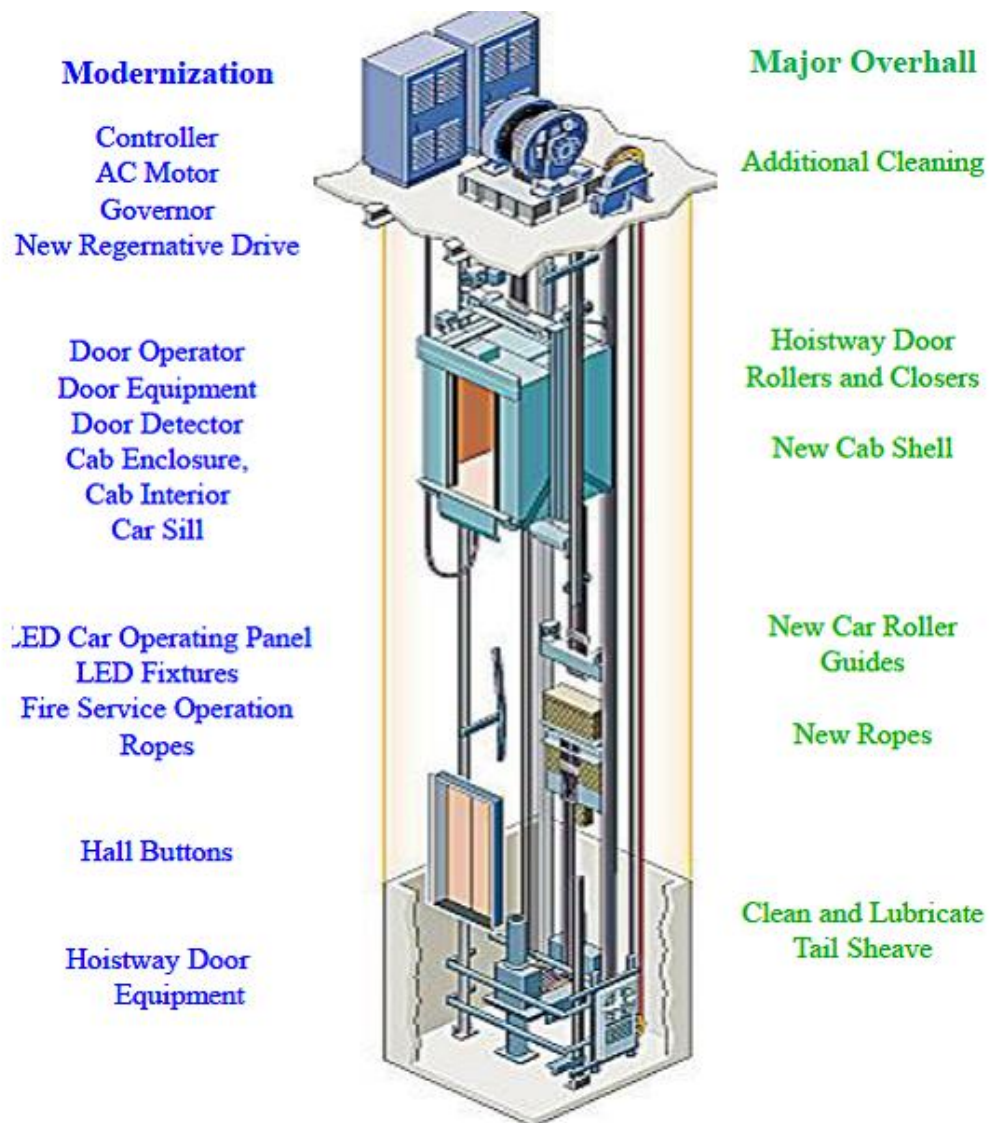 Modernization
Controller
AC Motor
Governor
New Regernative Drive
Door Operator
Door Equipment
Door Detector
Cab Enclosure,
Cab Interior
Car Sill
LED Car Operating Panel
LED Fixtures
Fire Service Operation
Ropes
Hall Buttons
Hoistway Door
Equipment
Major Overhall
Additional Cleaning
Hoistway Door
Rollers and Closers
New Cab Shell
New Car Roller
Guides
New Ropes
Clean and Lubricate
Tail Sheave